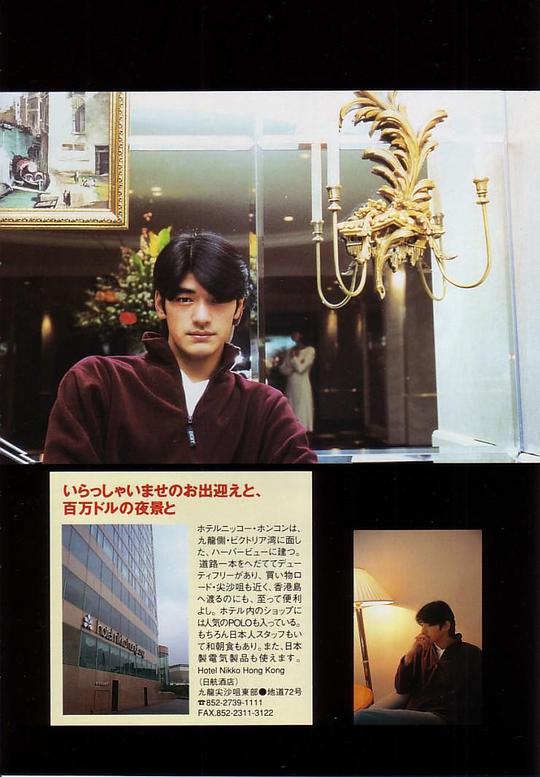 いらっしゃいませのお出迎えと、
百万ドルの夜景と
ホテルニッコー・ホンコンは、
九龍側・ビクトリア湾に面し
た、ハーバービューに建つ。
道路一本をへだててデュー
ティフリーがあり、買い物ロ
ード・尖沙咀も近く、香港島
へ渡るのにも、至って便利
よし。ホテル内のショップに
は人気のPOLOも入っている。
もちろん日本人スタッフもい
て和朝食もあり。また、日本
製電気製品も使えます。
Hotel Nikko Hong Kong
(日航酒店)
九龍尖沙咀東部●地道72号
☎852-2739-1111
FAX.852-2311-3122
hotel nikko hongkong